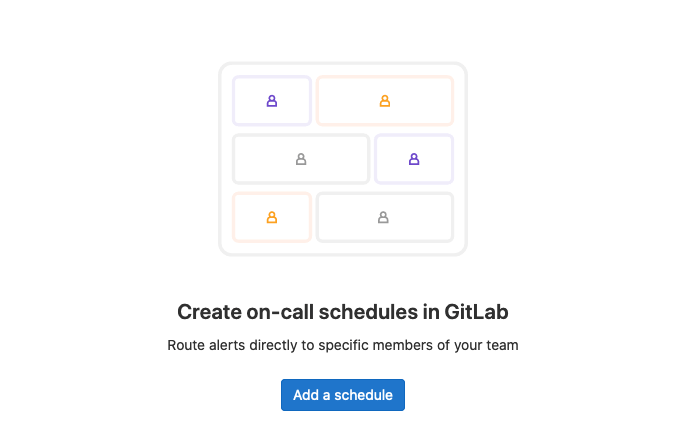 Create on-call schedules in GitLab
Route alerts directly to specific members of your team
Add a schedule